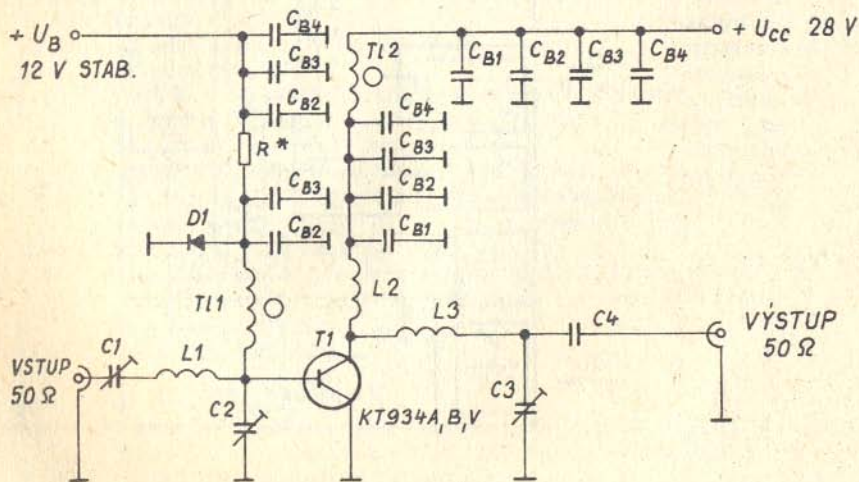 + U_B
12 V STAB.
C_B4
C_B3
C_B2
R*
C_B3
C_B2
D1
Tl1
Tl2
C_B4
C_B3
C_B2
C_B1
L2
C_B1
C_B2
C_B3
C_B4
+ U_CC 28 V
VSTUP
50 Ω
C1
L1
C2
T1
KT934A,B,V
L3
C3
C4
VÝSTUP
50 Ω